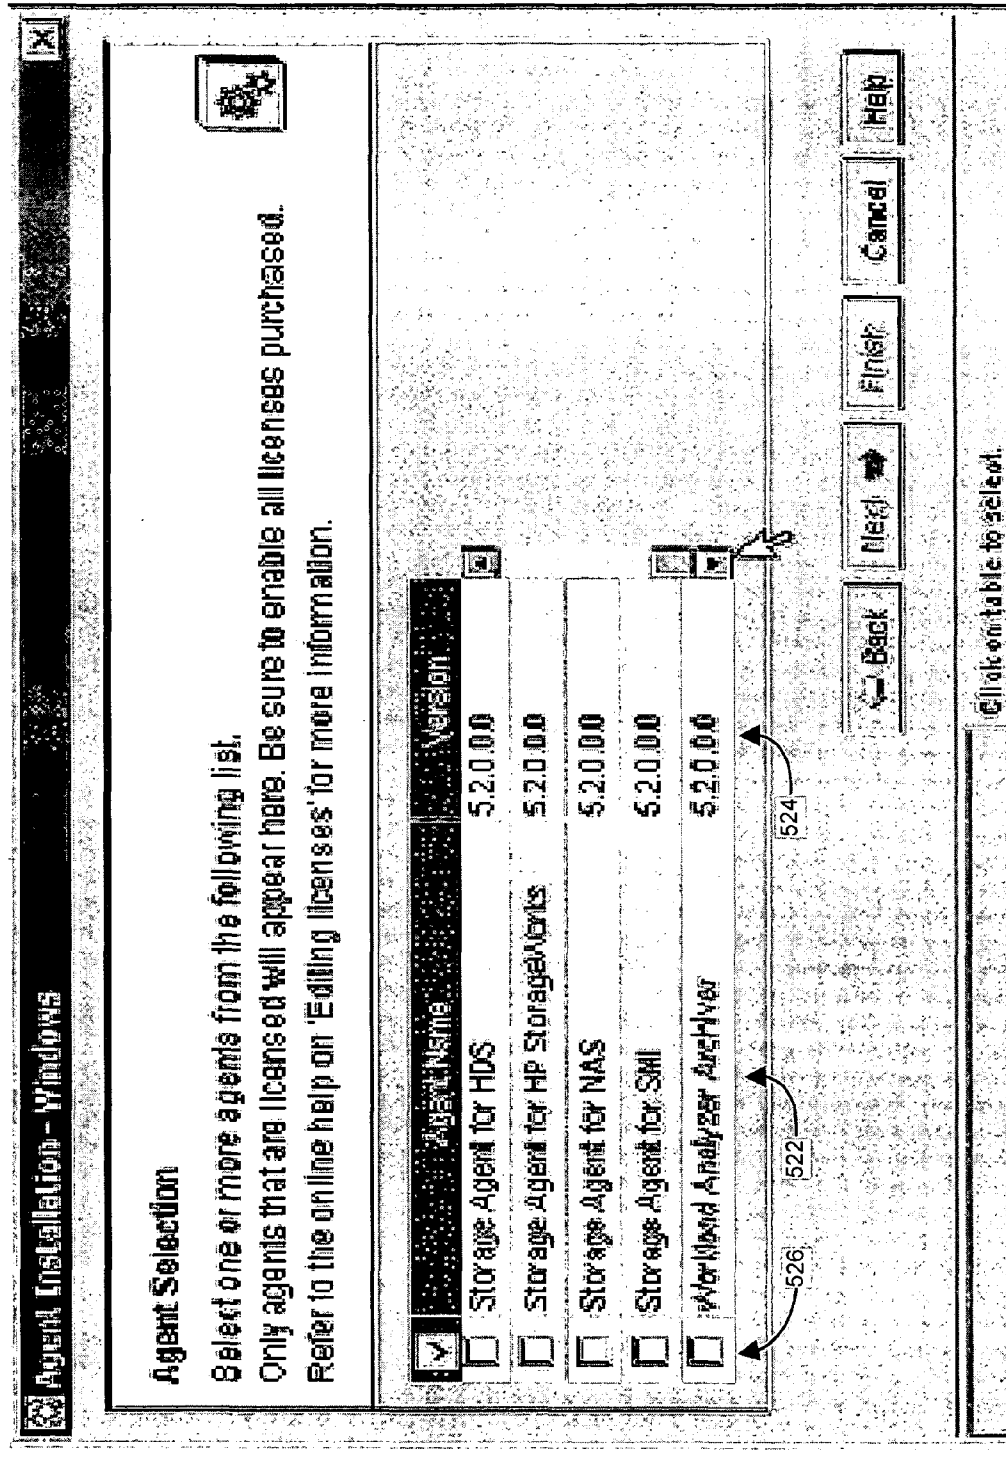 Agent Installation - Windows
Agent Selection
Select one or more agents from the following list.
Only agents that are licensed will appear here. Be sure to enable all licenses purchased.
Refer to the online help on 'Editing licenses' for more information.
Agent Name Version
Storage Agent for HDS 5.2.0.0.0
Storage Agent for HP StorageWorks 5.2.0.0.0
Storage Agent for NAS 5.2.0.0.0
Storage Agent for SMI 5.2.0.0.0
Workload Analyzer Archiver 5.2.0.0.0
526
522
524
Back Next Finish Cancel Help
Click on table to select.